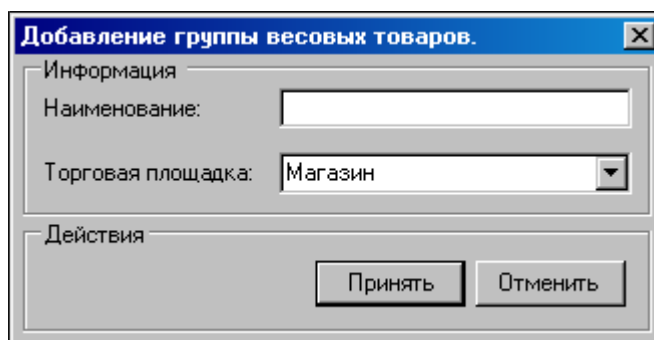 Добавление группы весовых товаров.
Информация
Наименование:
Торговая площадка: Магазин
Действия
Принять Отменить